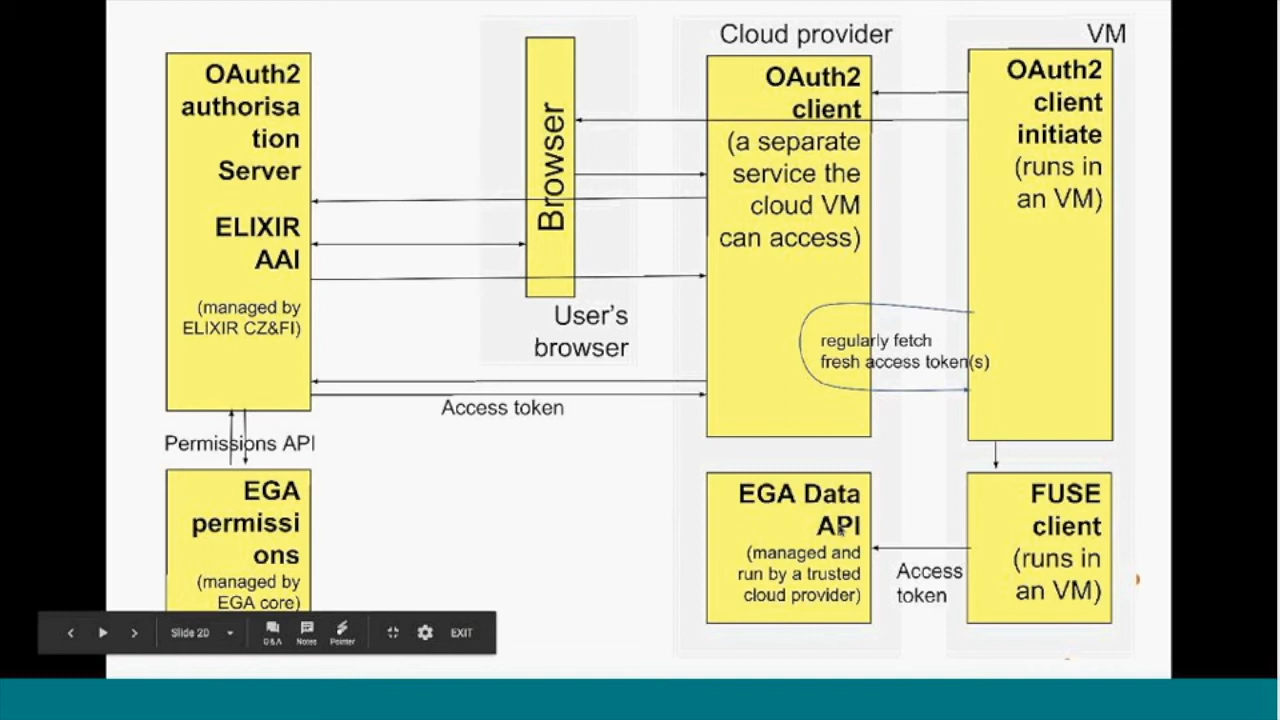 OAuth2
authorisa
tion
Server
ELIXIR
AAI
(managed by
ELIXIR CZ&FI)
Browser
User's
browser
Cloud provider
OAuth2
client
(a separate
service the
cloud VM
can access)
VM
OAuth2
client
initiate
(runs in
an VM)
regularly fetch
fresh access token(s)
Access token
Permissions API
EGA
permissi
ons
(managed by
EGA core)
EGA Data
API
(managed and
run by a trusted
cloud provider)
Access
token
FUSE
client
(runs in
an VM)
Slide 20
Q&A
Notes
Pointer
EXIT